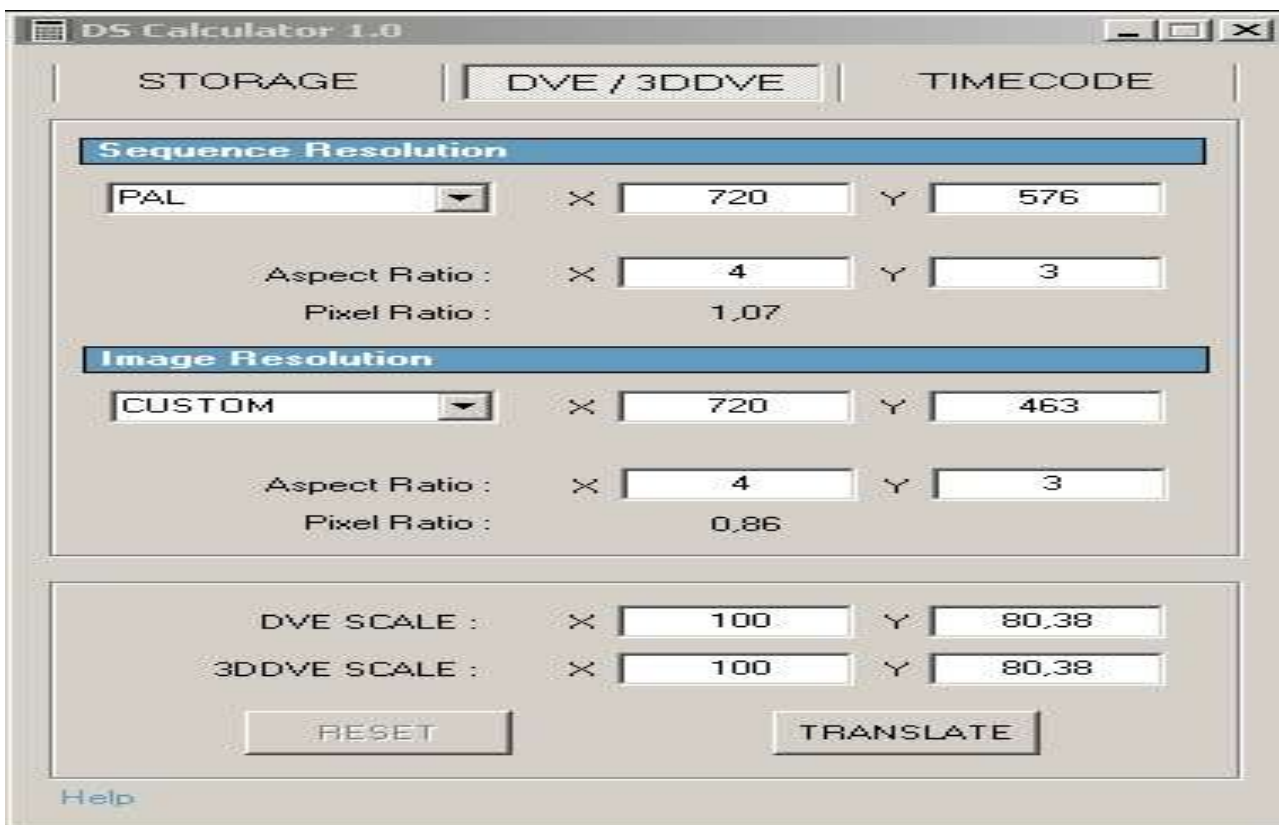 DS Calculator 1.0
STORAGE DVE / 3DDVE TIMECODE
Sequence Resolution
PAL X 720 Y 576
Aspect Ratio : X 4 Y 3
Pixel Ratio : 1,07
Image Resolution
CUSTOM X 720 Y 463
Aspect Ratio : X 4 Y 3
Pixel Ratio : 0,86
DVE SCALE : X 100 Y 80,38
3DDVE SCALE : X 100 Y 80,38
RESET TRANSLATE
Help